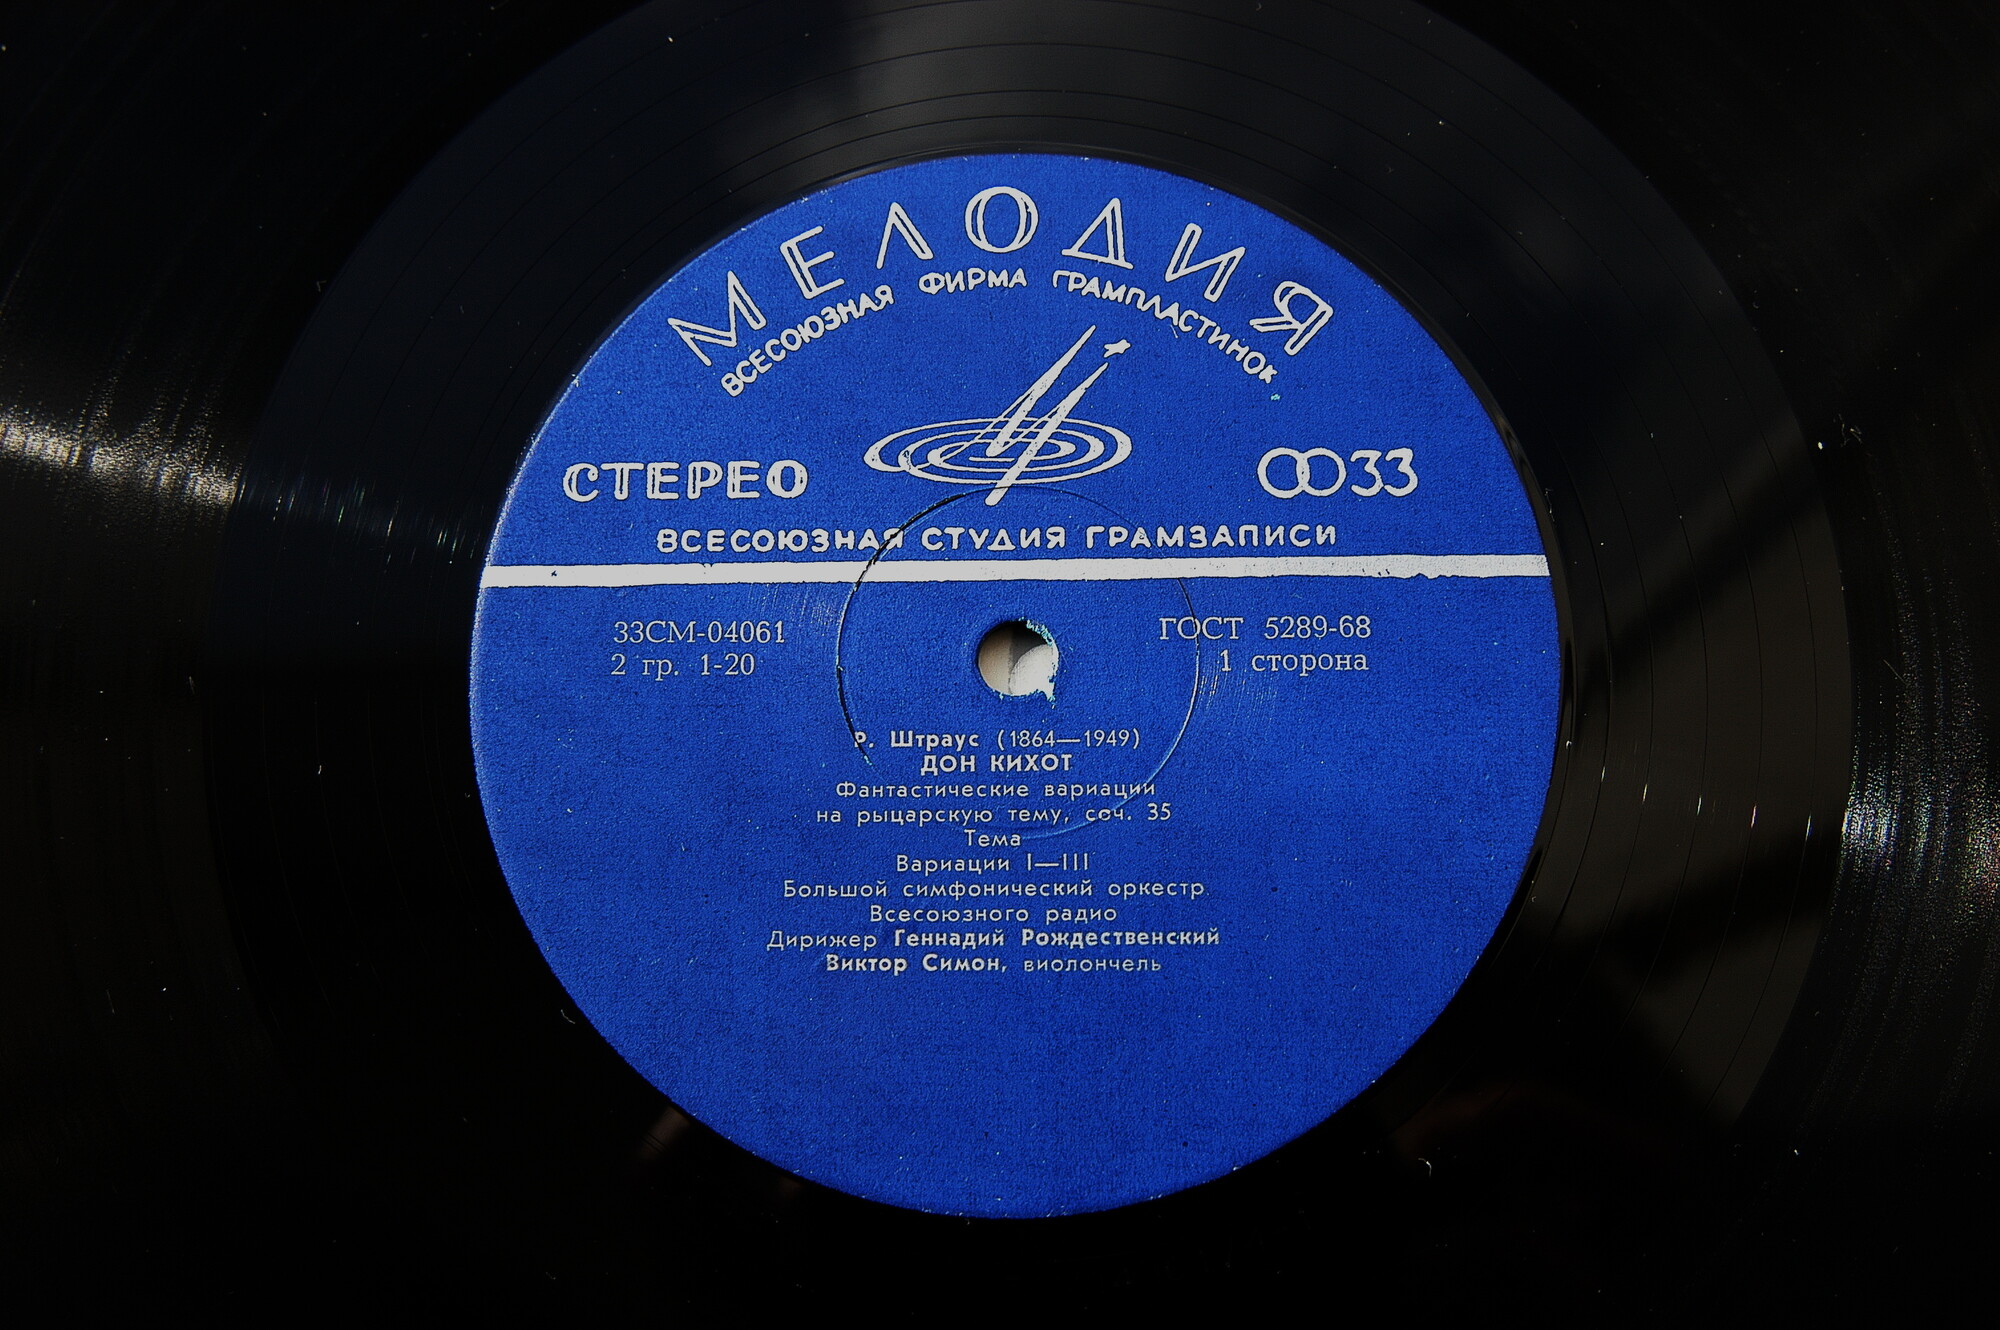 МЕЛОДИЯ
ВСЕСОЮЗНАЯ ФИРМА ГРАМПЛАСТИНОК
СТЕРЕО 33
ВСЕСОЮЗНАЯ СТУДИЯ ГРАМЗАПИСИ
33СМ-04061 ГОСТ 5289-68
2 гр. 1-20 1 сторона
Р. Штраус (1864—1949)
ДОН КИХОТ
Фантастические вариации
на рыцарскую тему, соч. 35
Тема
Вариации I—III
Большой симфонический оркестр
Всесоюзного радио
Дирижер Геннадий Рождественский
Виктор Симон, виолончель